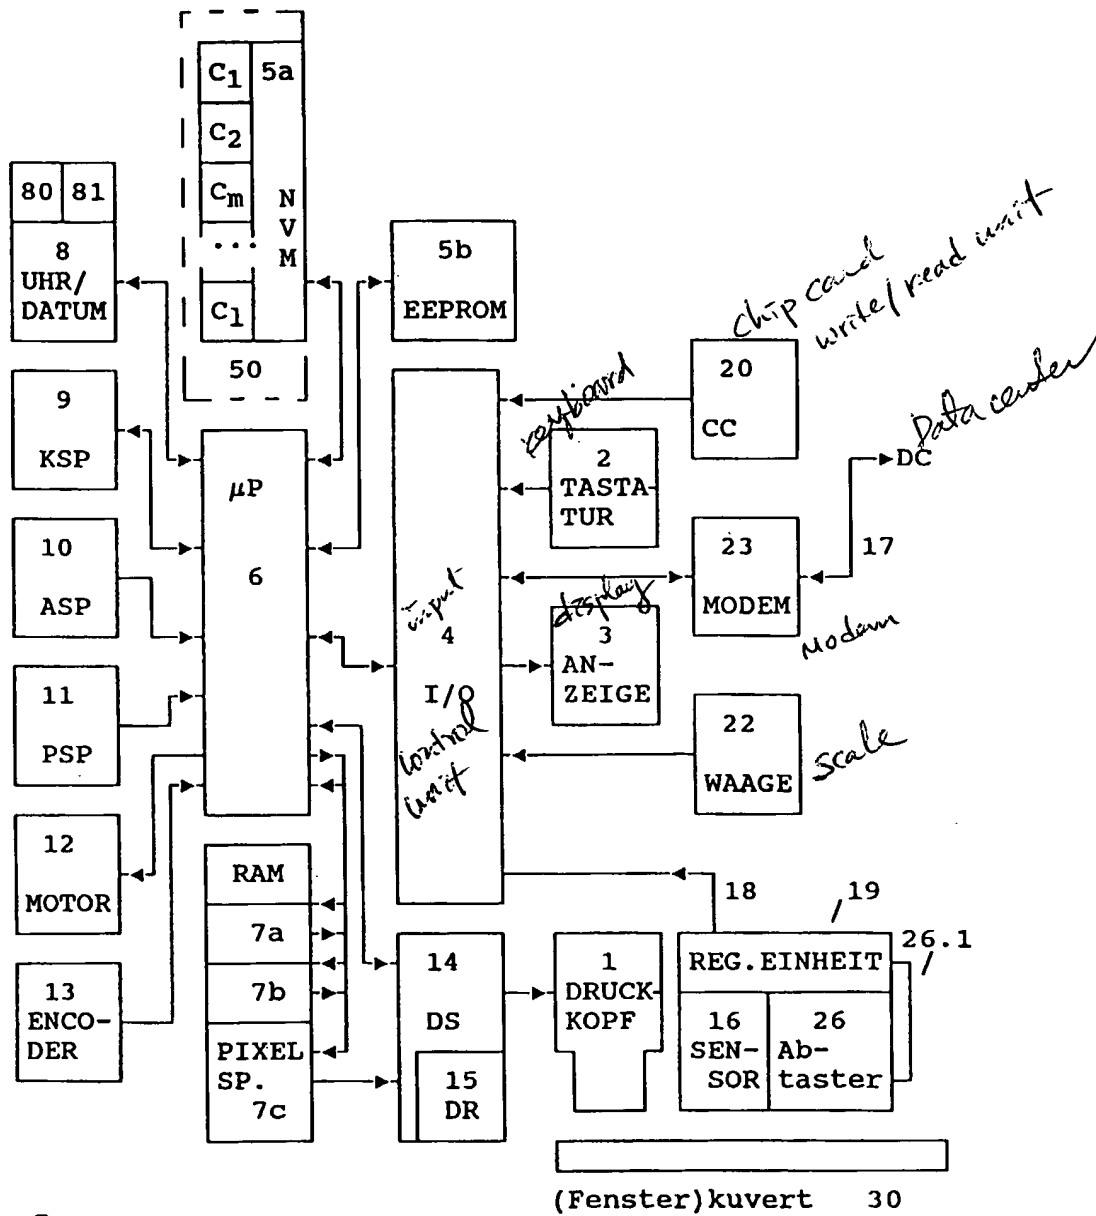 C1 5a
C2
Cm
...
C1
N
V
M
50
80 81
8
UHR/
DATUM
9
KSP
10
ASP
11
PSP
12
MOTOR
13
ENCO-
DER
µP
6
RAM
7a
7b
PIXEL
SP.
7c
5b
EEPROM
input
4
I/O
control
unit
keyboard
2
TASTA-
TUR
display
3
AN-
ZEIGE
chip card
write/read unit
20
CC
Data center
DC
17
23
MODEM
Modem
22
WAAGE
scale
14
DS
15
DR
1
DRUCK-
KOPF
18
19
26.1
REG.EINHEIT
16
SEN-
SOR
26
Ab-
taster
(Fenster)kuvert 30